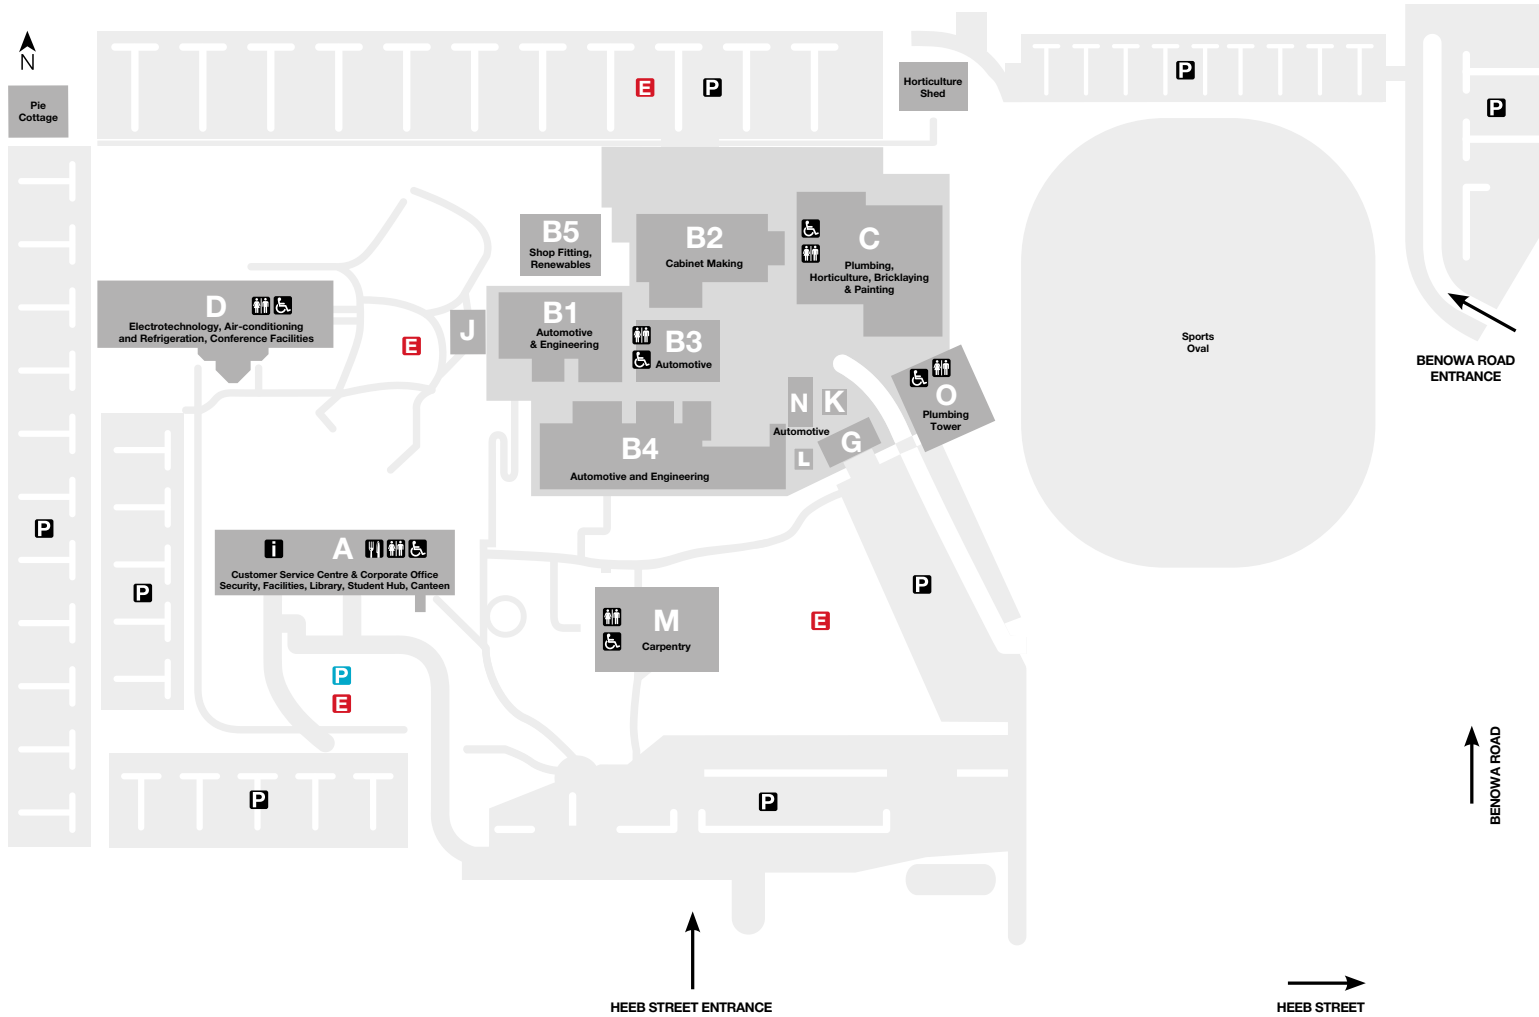 N
Pie
Cottage
E
P
Horticulture
Shed
P
P
B5
Shop Fitting,
Renewables
B2
Cabinet Making
C
Plumbing,
Horticulture, Bricklaying
& Painting
D
Electrotechnology, Air-conditioning
and Refrigeration, Conference Facilities
E
J
B1
Automotive
& Engineering
B3
Automotive
Sports
Oval
BENOWA ROAD
ENTRANCE
O
Plumbing
Tower
N
K
Automotive
G
L
B4
Automotive and Engineering
P
i
A
Customer Service Centre & Corporate Office
Security, Facilities, Library, Student Hub, Canteen
P
P
M
Carpentry
E
P
E
P
P
BENOWA ROAD
HEEB STREET ENTRANCE
HEEB STREET